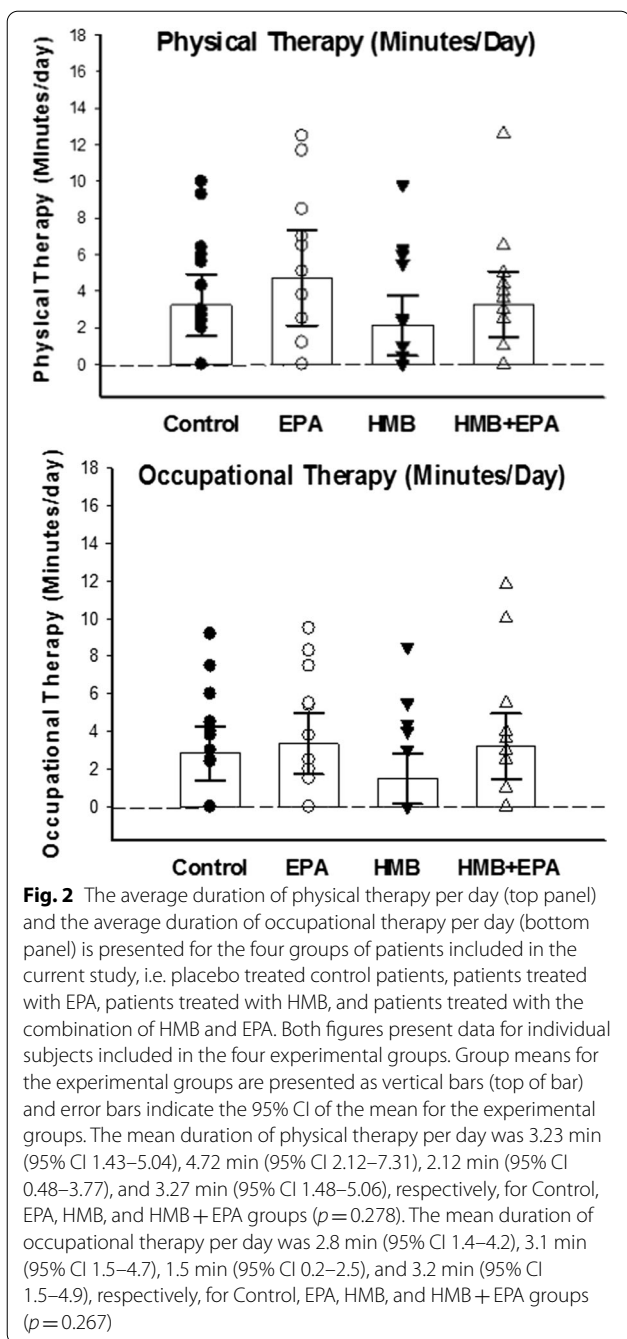 Physical Therapy (Minutes/Day)
Physical Therapy (Minutes/day)
18
16
14
12
10
8
6
4
2
0
Control EPA HMB HMB+EPA
Occupational Therapy (Minutes/Day)
Occupational Therapy (Minutes/day)
18
16
14
12
10
8
6
4
2
0
Control EPA HMB HMB+EPA
Fig. 2 The average duration of physical therapy per day (top panel)
and the average duration of occupational therapy per day (bottom
panel) is presented for the four groups of patients included in the
current study, i.e. placebo treated control patients, patients treated
with EPA, patients treated with HMB, and patients treated with the
combination of HMB and EPA. Both figures present data for individual
subjects included in the four experimental groups. Group means for
the experimental groups are presented as vertical bars (top of bar)
and error bars indicate the 95% CI of the mean for the experimental
groups. The mean duration of physical therapy per day was 3.23 min
(95% CI 1.43–5.04), 4.72 min (95% CI 2.12–7.31), 2.12 min (95% CI
0.48–3.77), and 3.27 min (95% CI 1.48–5.06), respectively, for Control,
EPA, HMB, and HMB + EPA groups (p = 0.278). The mean duration of
occupational therapy per day was 2.8 min (95% CI 1.4–4.2), 3.1 min
(95% CI 1.5–4.7), 1.5 min (95% CI 0.2–2.5), and 3.2 min (95% CI
1.5–4.9), respectively, for Control, EPA, HMB, and HMB + EPA groups
(p = 0.267)